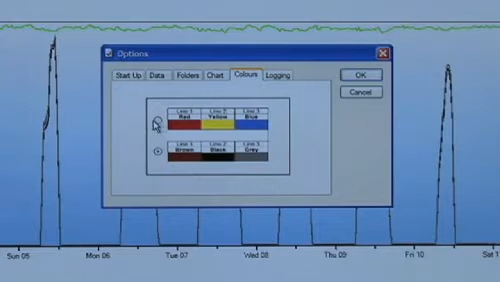 Options
Start Up Data Folders Chart Colours Logging
OK
Cancel
Line 1: Line 2: Line 3:
Red Yellow Blue
Line 1: Line 2: Line 3:
Brown Black Grey
Sun 05 Mon 06 Tue 07 Wed 08 Thu 09 Fri 10 Sat 1